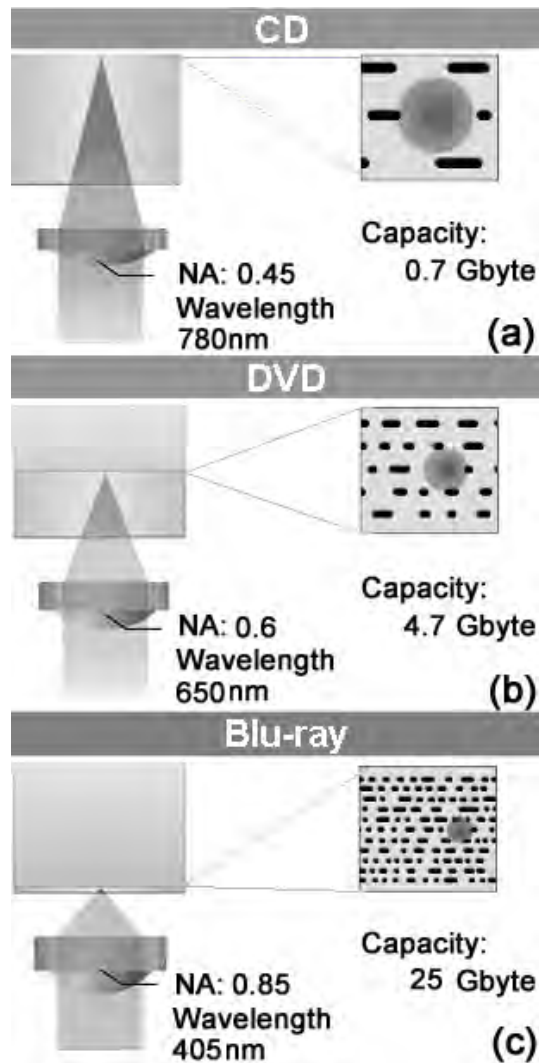 CD
NA: 0.45
Wavelength
780nm
Capacity:
0.7 Gbyte
(a)
DVD
NA: 0.6
Wavelength
650nm
Capacity:
4.7 Gbyte
(b)
Blu-ray
NA: 0.85
Wavelength
405nm
Capacity:
25 Gbyte
(c)